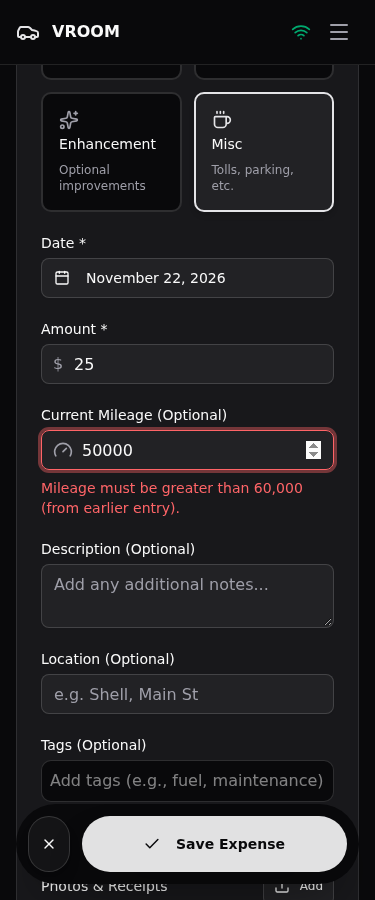 VROOM
Enhancement
Optional
improvements
Misc
Tolls, parking,
etc.
Date *
November 22, 2026
Amount *
$ 25
Current Mileage (Optional)
50000
Mileage must be greater than 60,000
(from earlier entry).
Description (Optional)
Add any additional notes...
Location (Optional)
e.g. Shell, Main St
Tags (Optional)
Add tags (e.g., fuel, maintenance)
Save Expense
Photos & Receipts
Add